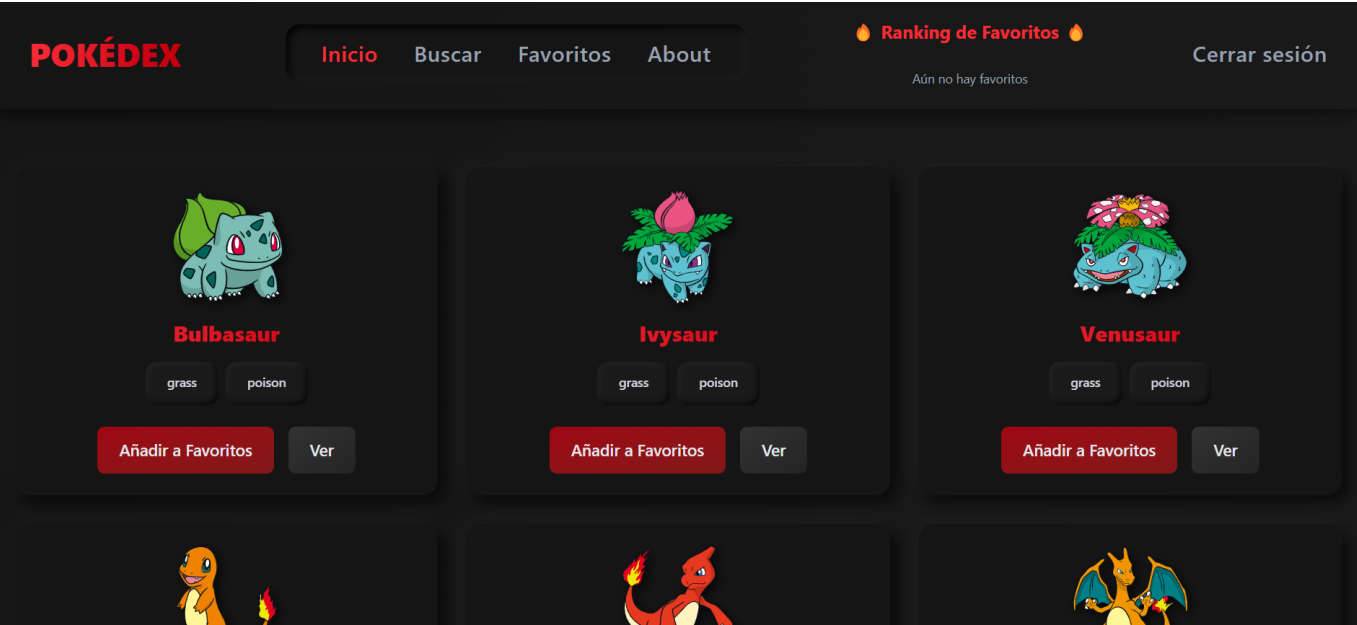 POKÉDEX
Inicio Buscar Favoritos About
🔥 Ranking de Favoritos 🔥
Aún no hay favoritos
Cerrar sesión
Bulbasaur
grass poison
Añadir a Favoritos Ver
Ivysaur
grass poison
Añadir a Favoritos Ver
Venusaur
grass poison
Añadir a Favoritos Ver